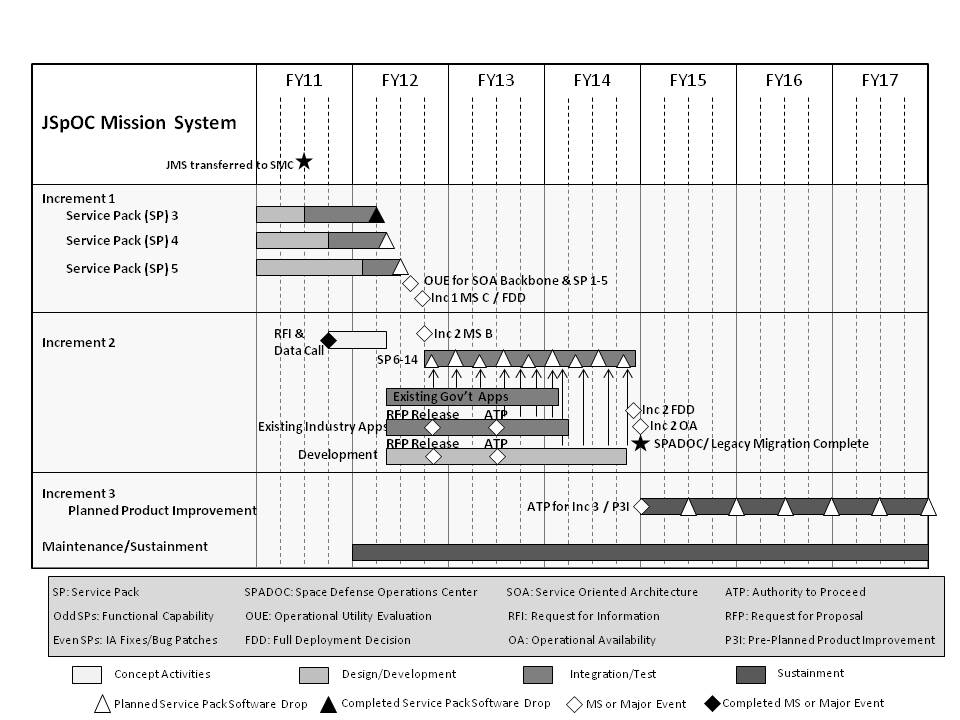 FY11 FY12 FY13 FY14 FY15 FY16 FY17
JSpOC Mission System
JMS transferred to SMC
Increment 1
Service Pack (SP) 3
Service Pack (SP) 4
Service Pack (SP) 5
OUE for SOA Backbone & SP 1-5
Inc 1 MS C / FDD
Increment 2
RFI &
Data Call
Inc 2 MS B
SP 6-14
Existing Gov't Apps
RFP Release ATP
Existing Industry Apps
RFP Release ATP
Development
Inc 2 FDD
Inc 2 OA
SPADOC/ Legacy Migration Complete
Increment 3
Planned Product Improvement
ATP for Inc 3 / P3I
Maintenance/Sustainment
SP: Service Pack SPADOC: Space Defense Operations Center SOA: Service Oriented Architecture ATP: Authority to Proceed
Odd SPs: Functional Capability OUE: Operational Utility Evaluation RFI: Request for Information RFP: Request for Proposal
Even SPs: IA Fixes/Bug Patches FDD: Full Deployment Decision OA: Operational Availability P3I: Pre-Planned Product Improvement
Concept Activities Design/Development Integration/Test Sustainment
Planned Service Pack Software Drop Completed Service Pack Software Drop MS or Major Event Completed MS or Major Event